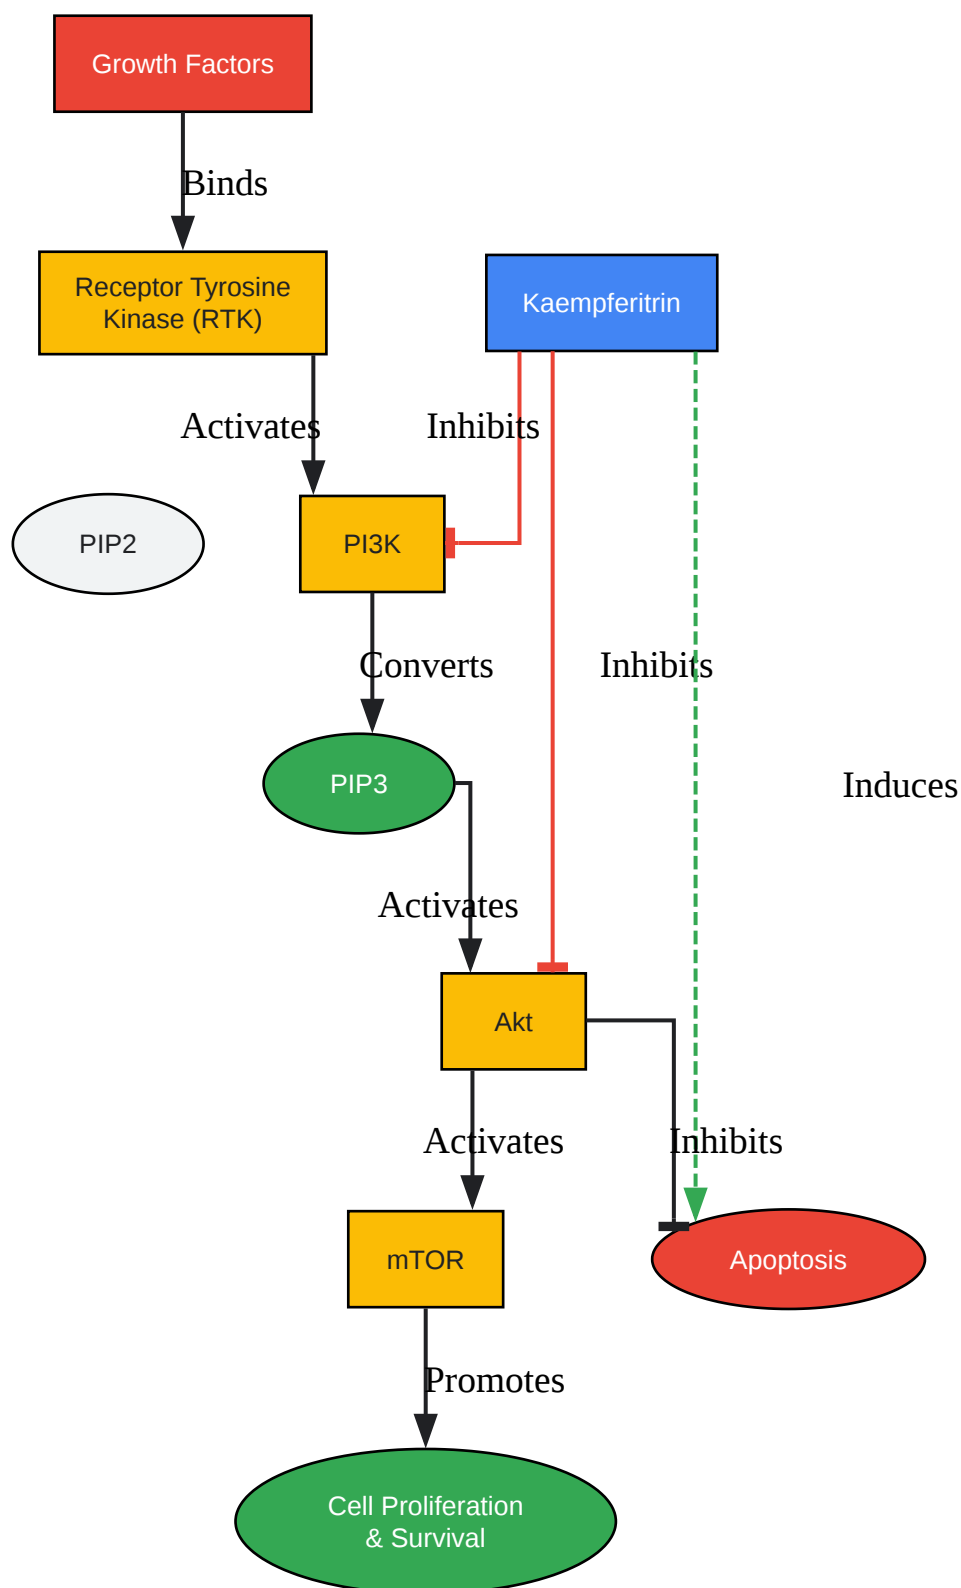 Growth Factors
Binds
Receptor Tyrosine
Kinase (RTK)
Kaempferitrin
Activates
Inhibits
PIP2
PI3K
Converts
Inhibits
PIP3
Induces
Activates
Akt
Activates
Inhibits
mTOR
Apoptosis
Promotes
Cell Proliferation
& Survival